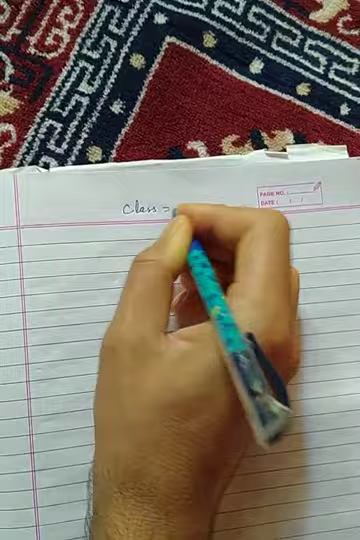 Class =
PAGE NO.:
DATE: / /